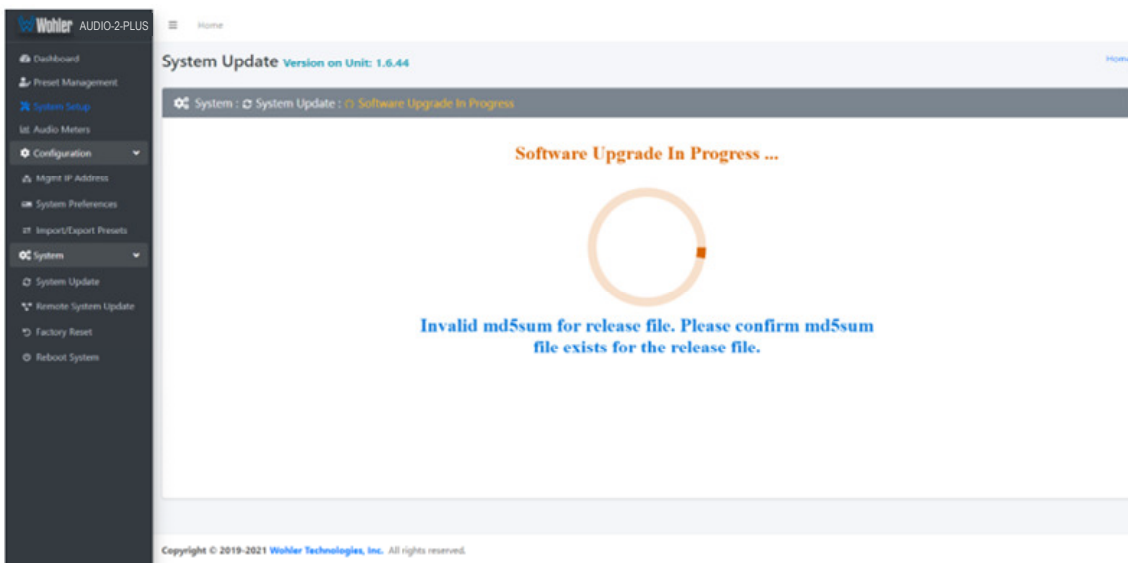 Wohler AUDIO-2-PLUS
Home
Dashboard
Preset Management
System Setup
Audio Meters
Configuration
Mgmt IP Address
System Preferences
Import/Export Presets
System
System Update
Remote System Update
Factory Reset
Reboot System
System Update Version on Unit: 1.6.44
Home
System : System Update : Software Upgrade In Progress
Software Upgrade In Progress ...
Invalid md5sum for release file. Please confirm md5sum
file exists for the release file.
Copyright © 2019-2021 Wohler Technologies, Inc. All rights reserved.